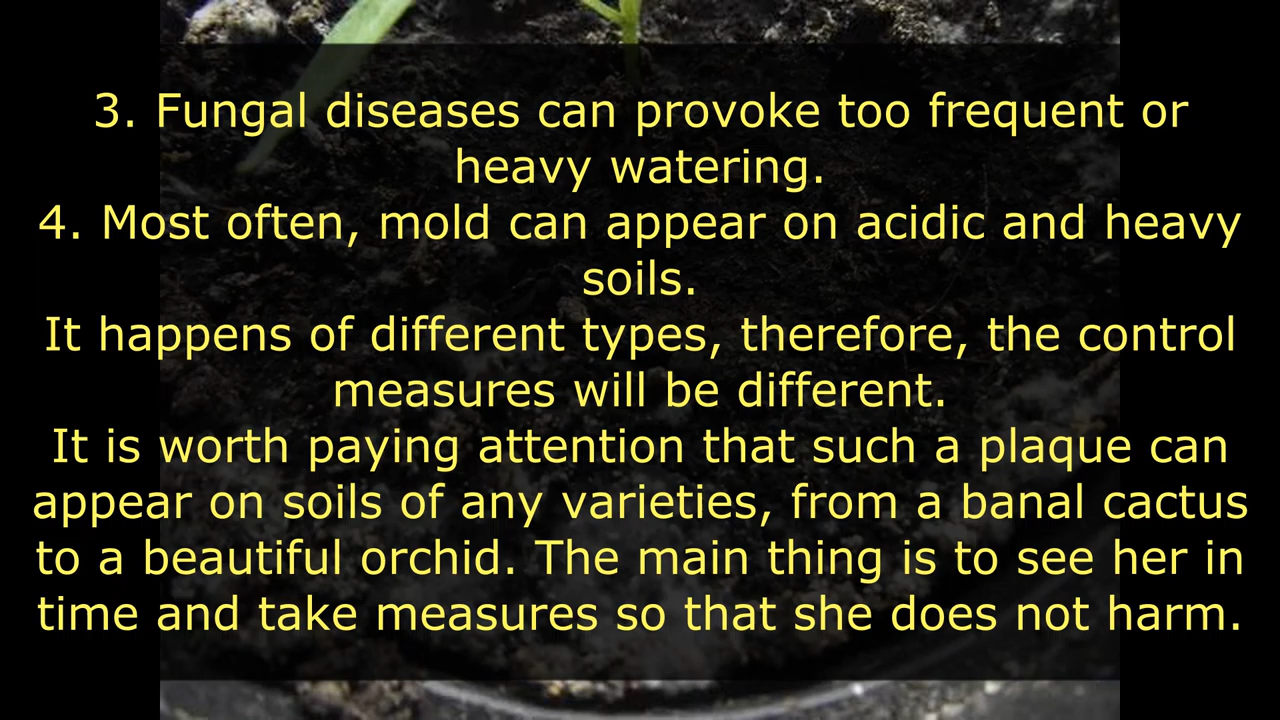 3. Fungal diseases can provoke too frequent or
heavy watering.
4. Most often, mold can appear on acidic and heavy
soils.
It happens of different types, therefore, the control
measures will be different.
It is worth paying attention that such a plaque can
appear on soils of any varieties, from a banal cactus
to a beautiful orchid. The main thing is to see her in
time and take measures so that she does not harm.